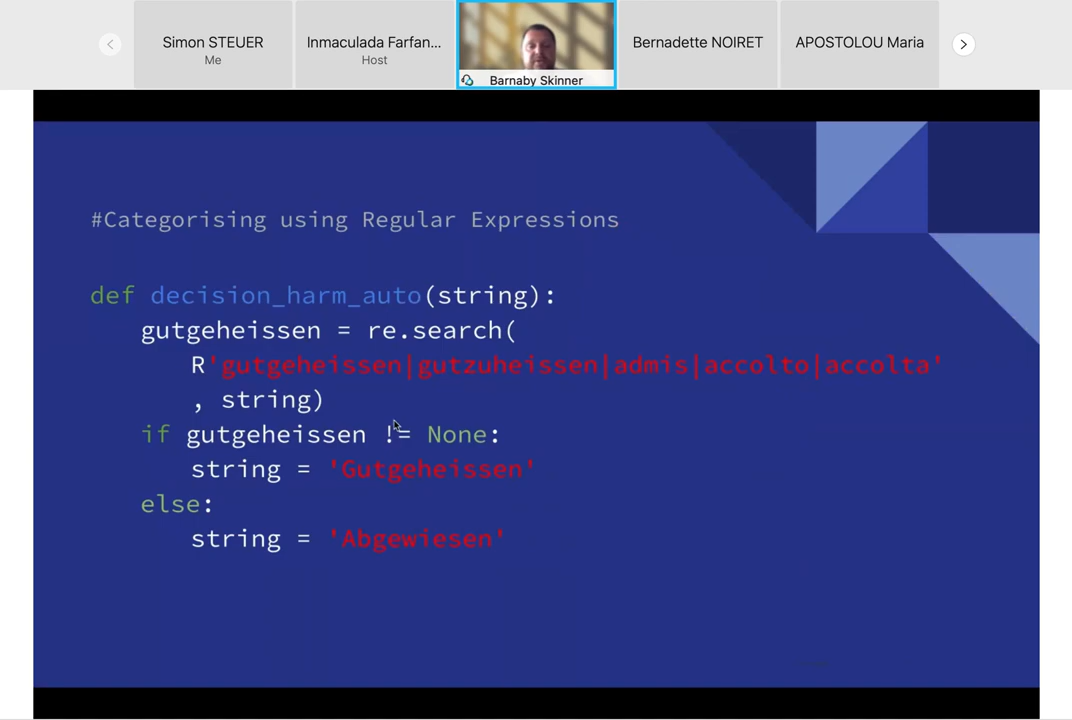 Simon STEUER
Me
Inmaculada Farfan...
Host
Barnaby Skinner
Bernadette NOIRET
APOSTOLOU Maria
#Categorising using Regular Expressions
def decision_harm_auto(string):
gutgeheissen = re.search(
R'gutgeheissen|gutzuheissen|admis|accolto|accolta'
, string)
if gutgeheissen != None:
string = 'Gutgeheissen'
else:
string = 'Abgewiesen'